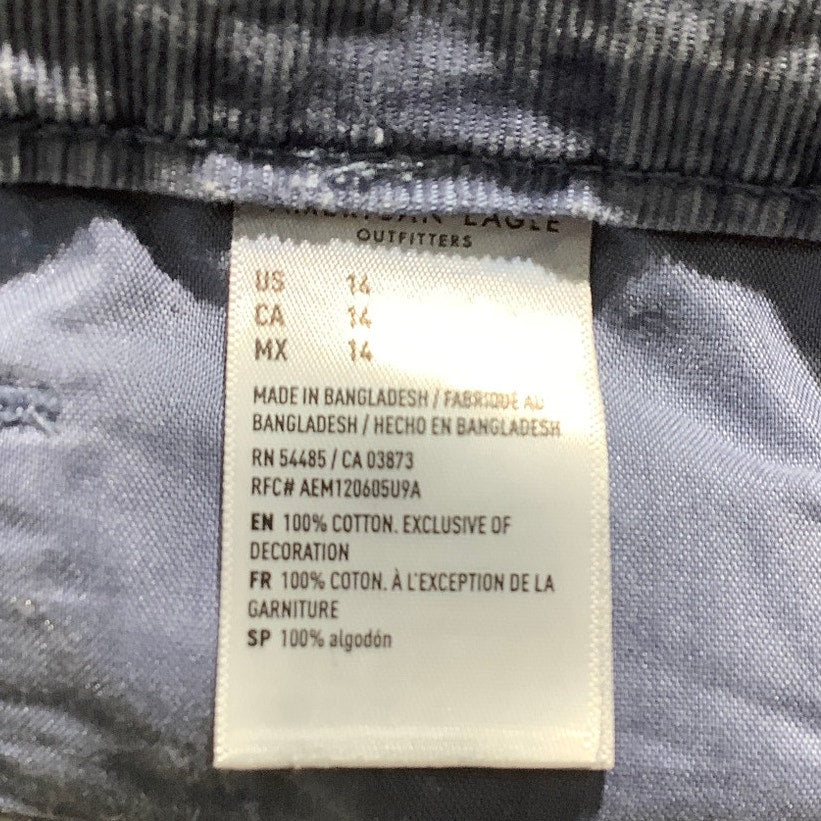 AMERICAN EAGLE
OUTFITTERS
US 14
CA 14
MX 14
MADE IN BANGLADESH / FABRIQUÉ AU
BANGLADESH / HECHO EN BANGLADESH
RN 54485 / CA 03873
RFC# AEM120605U9A
EN 100% COTTON. EXCLUSIVE OF
DECORATION
FR 100% COTON. À L'EXCEPTION DE LA
GARNITURE
SP 100% algodón